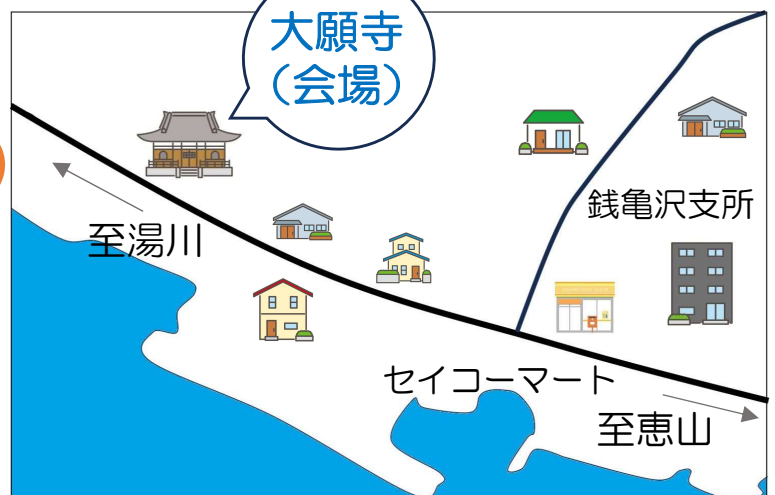 大願寺
（会場）
銭亀沢支所
至湯川
セイコーマート
至恵山